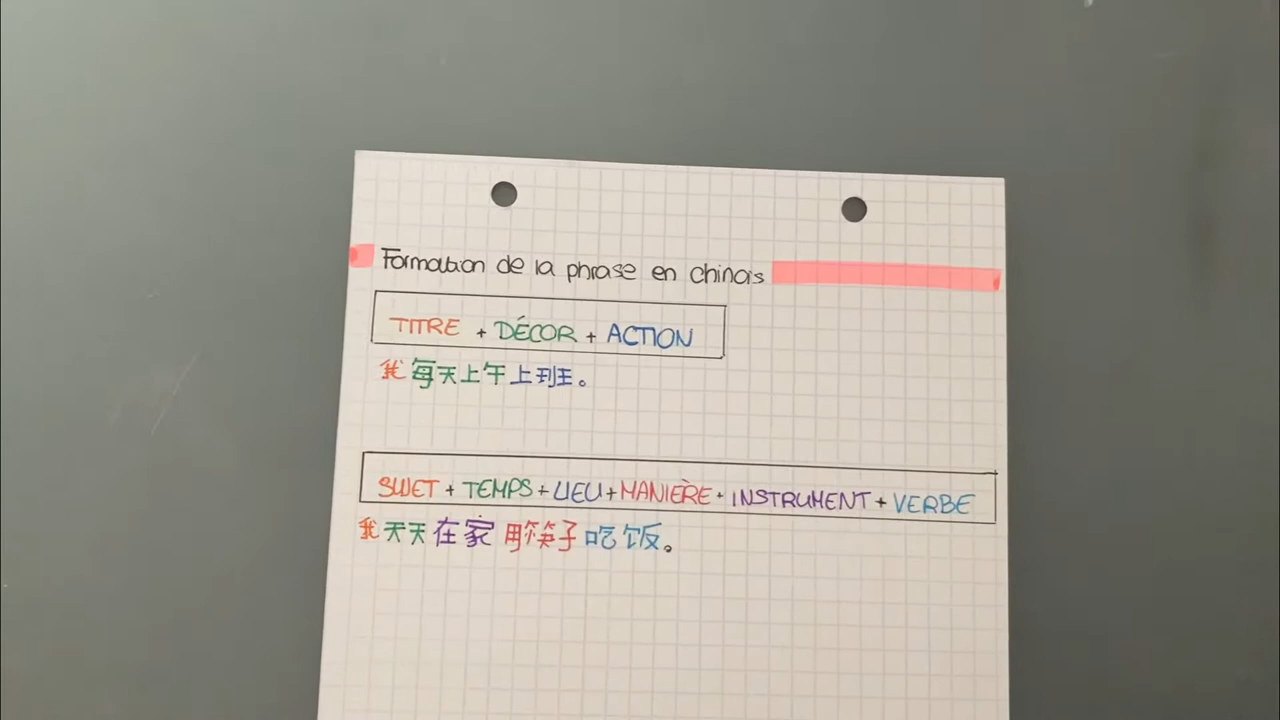 Formation de la phrase en chinois
TITRE + DÉCOR + ACTION
我每天上午上班。
SUJET + TEMPS + LIEU + MANIÈRE + INSTRUMENT + VERBE
我天天在家用筷子吃饭。